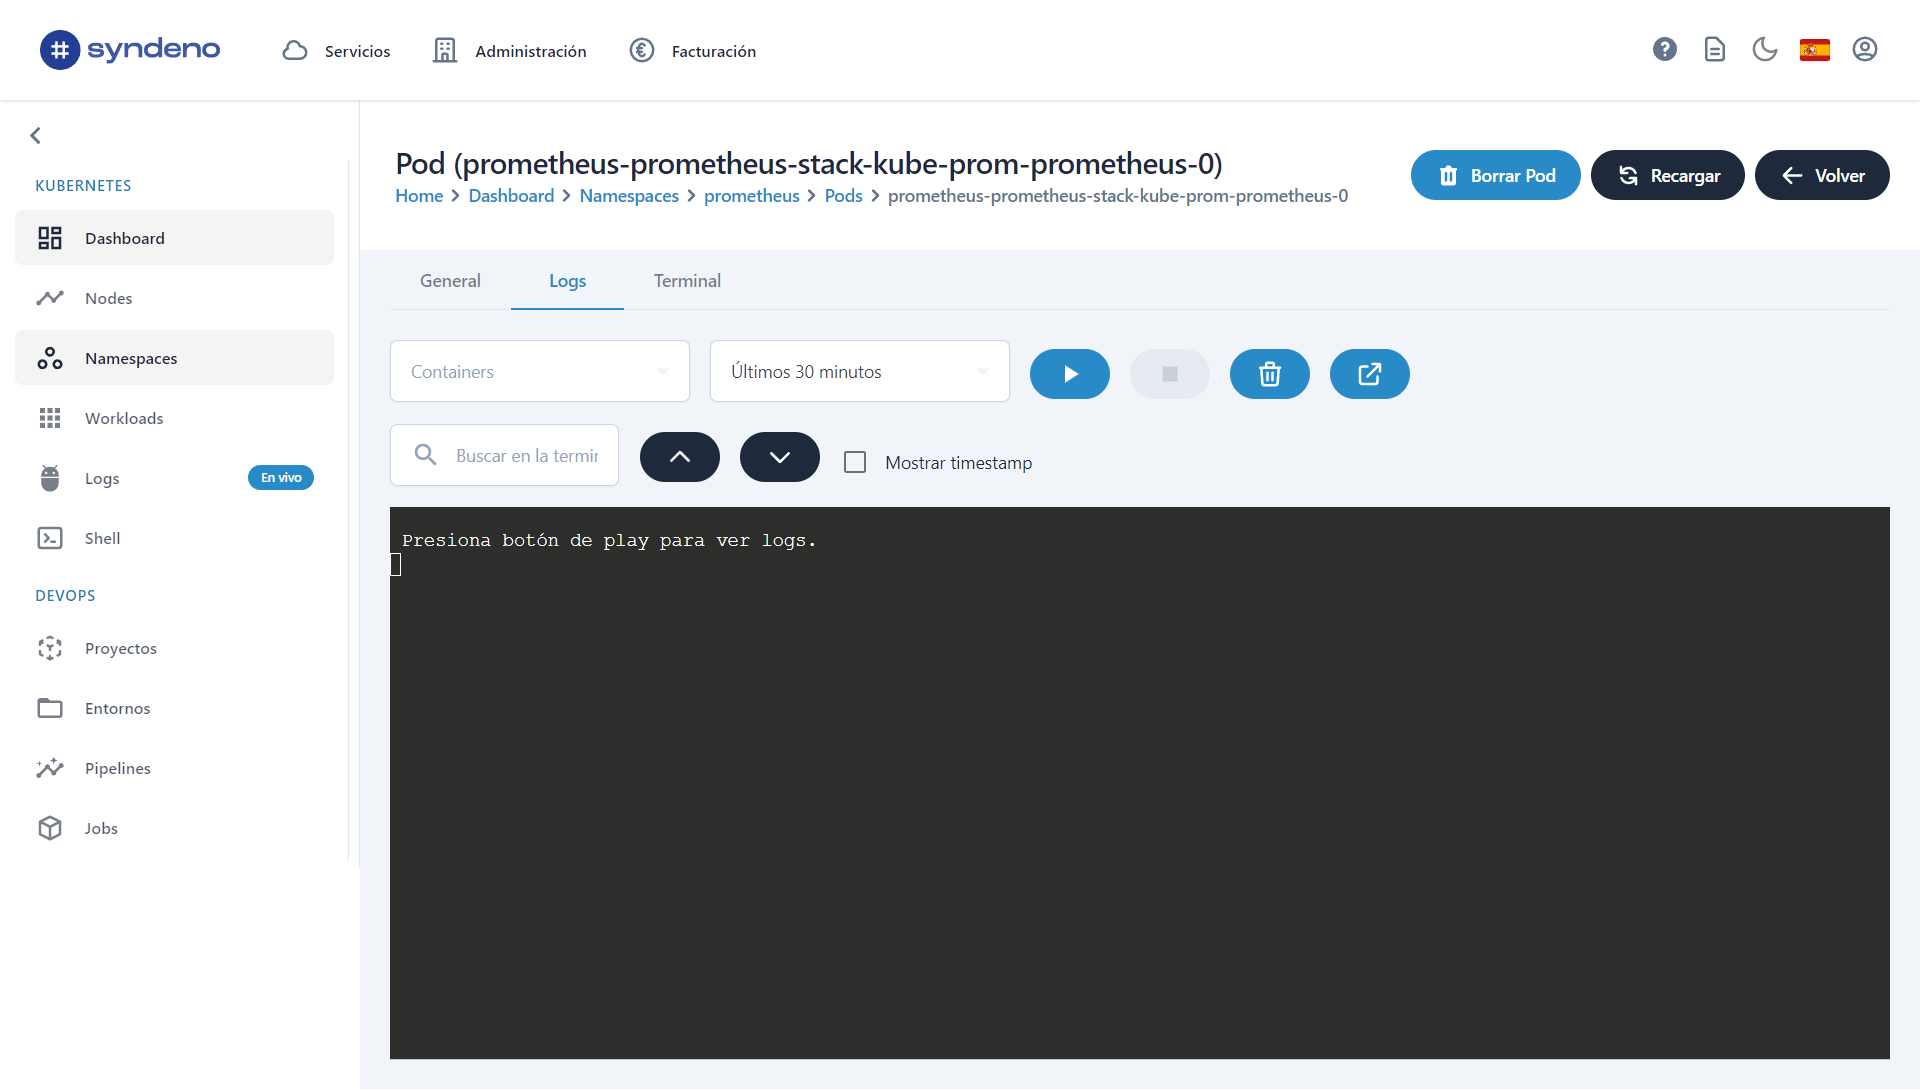 syndeno
Servicios
Administración
Facturación
KUBERNETES
Dashboard
Nodes
Namespaces
Workloads
Logs
En vivo
Shell
DEVOPS
Proyectos
Entornos
Pipelines
Jobs
Pod (prometheus-prometheus-stack-kube-prom-prometheus-0)
Home > Dashboard > Namespaces > prometheus > Pods > prometheus-prometheus-stack-kube-prom-prometheus-0
Borrar Pod
Recargar
Volver
General
Logs
Terminal
Containers
Últimos 30 minutos
Buscar en la termin
Mostrar timestamp
Presiona botón de play para ver logs.